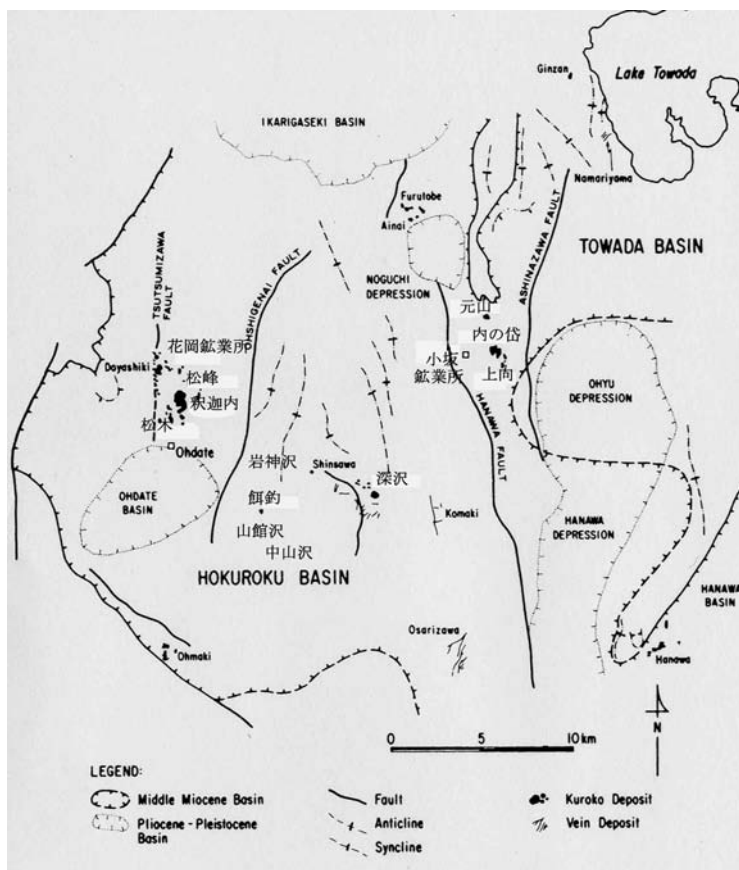 Ginzan
Lake Towada
IKARIGASEKI BASIN
Namariyama
Furutobe
Ainai
TSUTSUMIZAWA
FAULT
OHSHIGENAI FAULT
NOGUCHI
DEPRESSION
ASHINAZAWA FAULT
TOWADA BASIN
元山
花岡鉱業所
内の岱
Doyashiki
松峰
小坂
鉱業所
上向
釈迦内
OHYU
DEPRESSION
松木
HANAWA FAULT
Ohdate
岩神沢
Shinsawa
深沢
OHDATE
BASIN
餌釣
Komaki
HANAWA
DEPRESSION
山館沢
中山沢
HOKUROKU BASIN
HANAWA
BASIN
Osarizawa
Ohmaki
Hanawa
N
0 5 10 km
LEGEND:
Middle Miocene Basin
Pliocene-Pleistocene
Basin
Fault
Anticline
Syncline
Kuroko Deposit
Vein Deposit